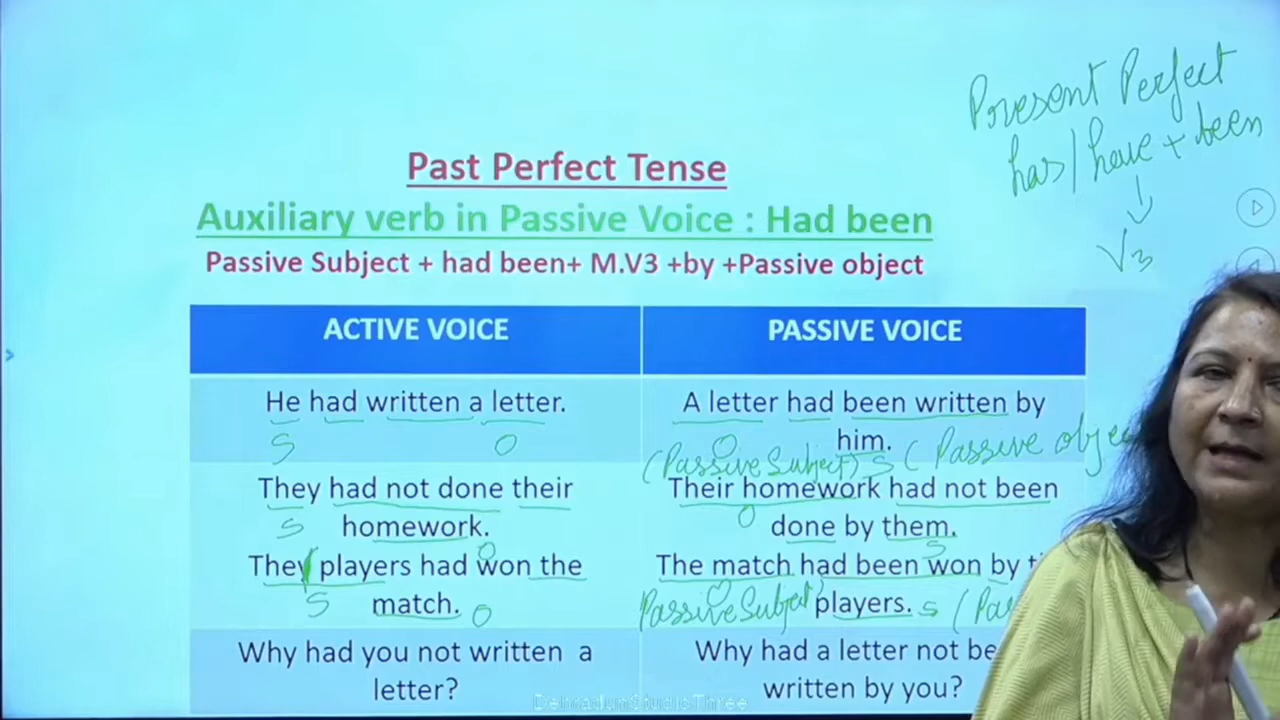 Present Perfect
has/have + been
↓
V3
Past Perfect Tense
Auxiliary verb in Passive Voice : Had been
Passive Subject + had been+ M.V3 +by +Passive object
ACTIVE VOICE
PASSIVE VOICE
He had written a letter.
S O
A letter had been written by
him.
O
(Passive Subject) S (Passive obje
They had not done their
homework.
S O
Their homework had not been
done by them.
O S
They players had won the
match.
S O
The match had been won by t
players.
O
Passive Subject S (Pa
Why had you not written a
letter?
Why had a letter not be
written by you?
DehradunStudioThree